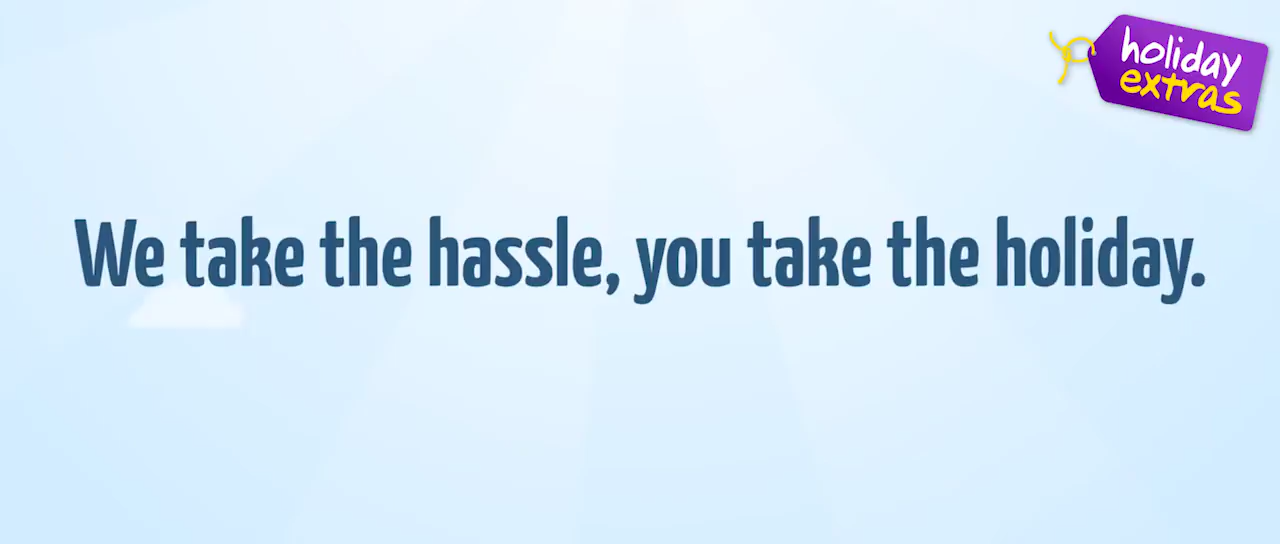 holiday
extras
We take the hassle, you take the holiday.